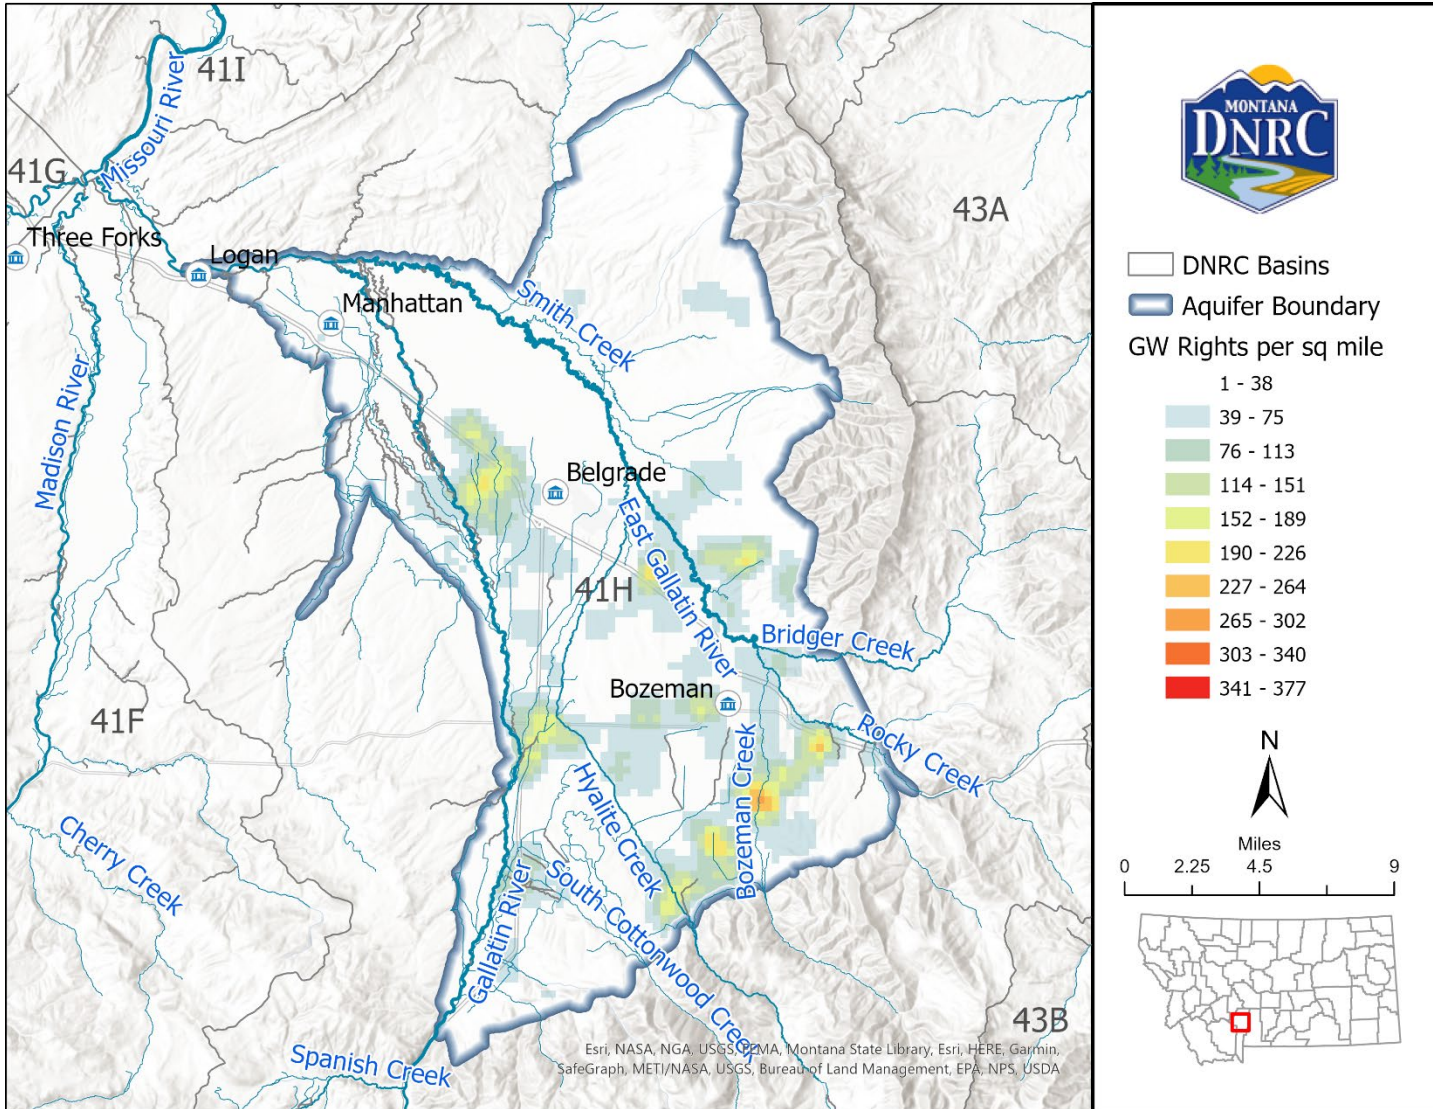 41I
Missouri River
41G
43A
Three Forks
Logan
Manhattan
Smith Creek
Madison River
Belgrade
East Gallatin River
41H
Bridger Creek
Bozeman
41F
Rocky Creek
Hyalite Creek
Bozeman Creek
Cherry Creek
South Cottonwood Creek
Gallatin River
43B
Spanish Creek
Esri, NASA, NGA, USGS, FEMA, Montana State Library, Esri, HERE, Garmin,
SafeGraph, METI/NASA, USGS, Bureau of Land Management, EPA, NPS, USDA
MONTANA
DNRC
DNRC Basins
Aquifer Boundary
GW Rights per sq mile
1 - 38
39 - 75
76 - 113
114 - 151
152 - 189
190 - 226
227 - 264
265 - 302
303 - 340
341 - 377
N
Miles
0 2.25 4.5 9